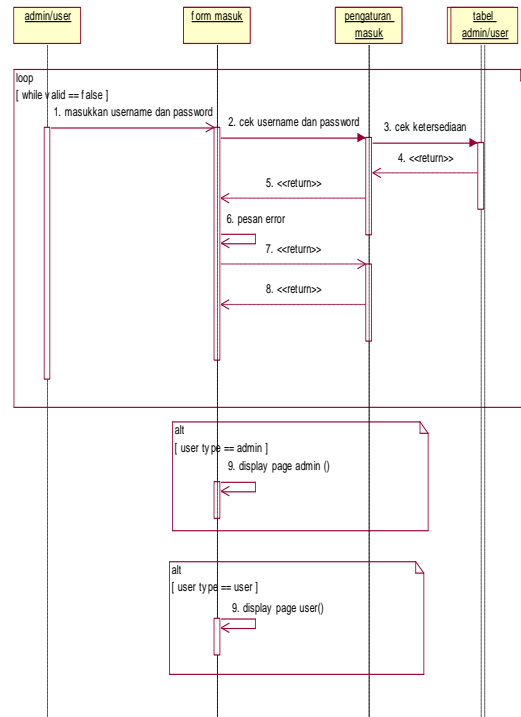 admin/user
form masuk
pengaturan
masuk
tabel
admin/user
loop
[ while valid == false ]
1. masukkan username dan password
2. cek username dan password
3. cek ketersediaan
4. <<return>>
5. <<return>>
6. pesan error
7. <<return>>
8. <<return>>
alt
[ user type == admin ]
9. display page admin ()
alt
[ user type == user ]
9. display page user()